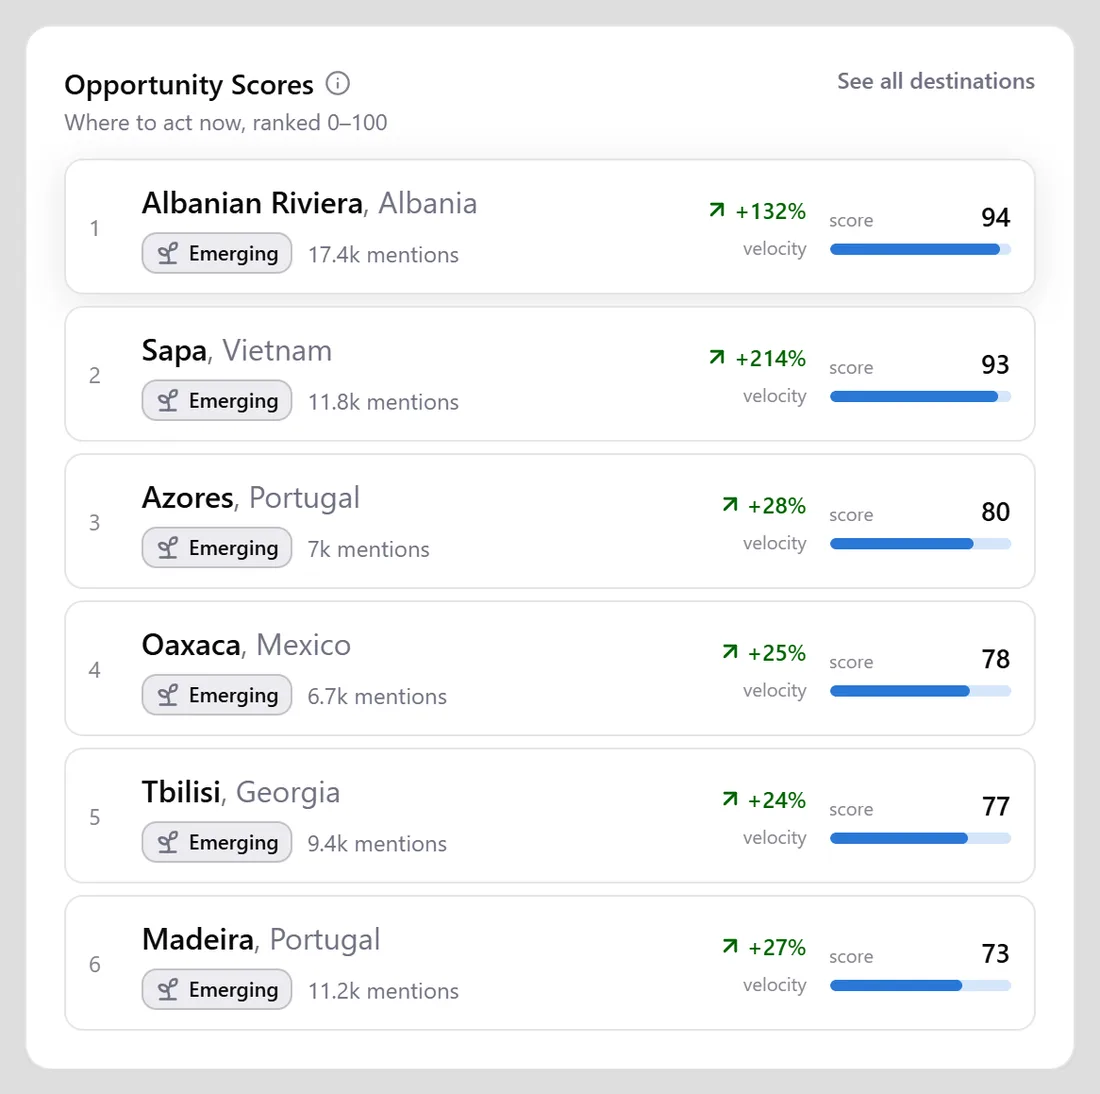 Opportunity Scores
See all destinations
Where to act now, ranked 0–100
1
Albanian Riviera, Albania
Emerging
17.4k mentions
+132%
velocity
score
94
2
Sapa, Vietnam
Emerging
11.8k mentions
+214%
velocity
score
93
3
Azores, Portugal
Emerging
7k mentions
+28%
velocity
score
80
4
Oaxaca, Mexico
Emerging
6.7k mentions
+25%
velocity
score
78
5
Tbilisi, Georgia
Emerging
9.4k mentions
+24%
velocity
score
77
6
Madeira, Portugal
Emerging
11.2k mentions
+27%
velocity
score
73